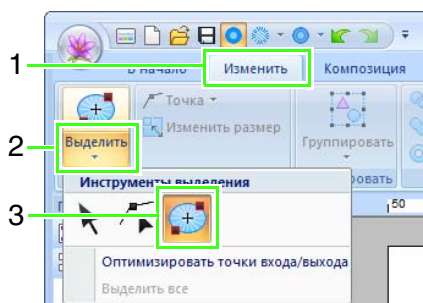 1
В начало Изменить Композиция
2
Точка
Изменить размер
Выделить
Группировать
Инструменты выделения
3
50
Оптимизировать точки входа/выхода
Выделить все